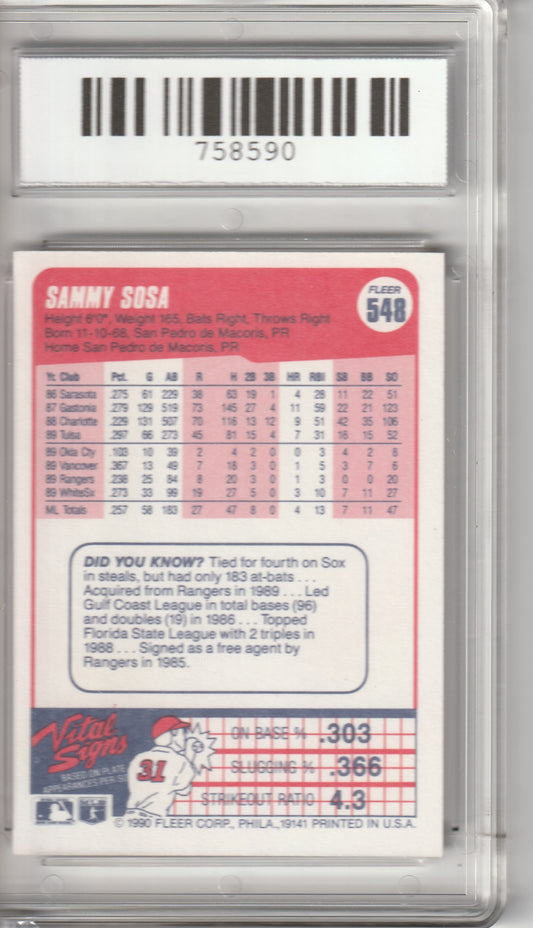 758590
SAMMY SOSA
FLEER
548
Height 6'0", Weight 165, Bats Right, Throws Right
Born 11-10-68, San Pedro de Macoris, PR
Home San Pedro de Macoris, PR
Yr. Club Pct. G AB R H 2B 3B HR RBI SB BB SO
86 Sarasota .275 61 229 38 63 19 1 4 28 11 22 51
87 Gastonia .279 129 519 73 145 27 4 11 59 22 21 123
88 Charlotte .229 131 507 70 116 13 12 9 51 42 35 106
89 Tulsa .297 66 273 45 81 15 4 7 31 16 15 52
89 Okla Cty .103 10 39 2 4 2 0 0 3 4 2 8
89 Vancover .367 13 49 7 18 3 0 1 5 3 7 6
89 Rangers .238 25 84 8 20 3 0 1 3 0 0 20
89 WhiteSx .273 33 99 19 27 5 0 3 10 7 11 27
ML Totals .257 58 183 27 47 8 0 4 13 7 11 47
DID YOU KNOW? Tied for fourth on Sox
in steals, but had only 183 at-bats . . .
Acquired from Rangers in 1989 . . . Led
Gulf Coast League in total bases (96)
and doubles (19) in 1986 . . . Topped
Florida State League with 2 triples in
1988 . . . Signed as a free agent by
Rangers in 1985.
Vital
Signs
BASED ON PLATE
APPEARANCES PER SO
31
ON BASE % .303
SLUGGING % .366
STRIKEOUT RATIO 4.3
© 1990 FLEER CORP., PHILA., 19141 PRINTED IN U.S.A.